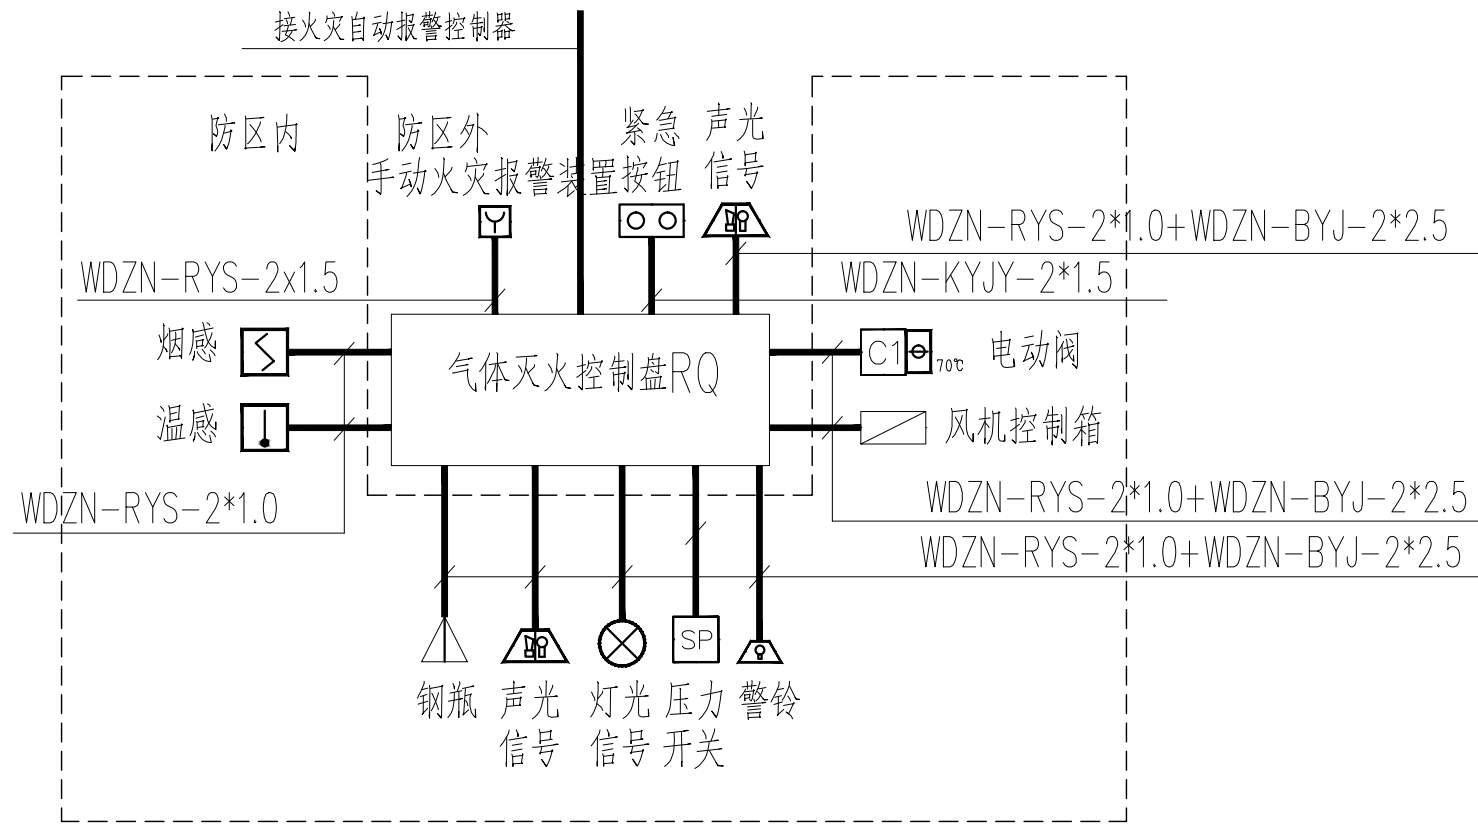 接火灾自动报警控制器
防区内
防区外
手动火灾报警装置
紧急
按钮
声光
信号
WDZN-RYS-2*1.0+WDZN-BYJ-2*2.5
WDZN-RYS-2x1.5
WDZN-KYJY-2*1.5
烟感
气体灭火控制盘RQ
C1
70℃
电动阀
温感
风机控制箱
WDZN-RYS-2*1.0
WDZN-RYS-2*1.0+WDZN-BYJ-2*2.5
WDZN-RYS-2*1.0+WDZN-BYJ-2*2.5
SP
钢瓶
声光
信号
灯光
信号
压力
开关
警铃